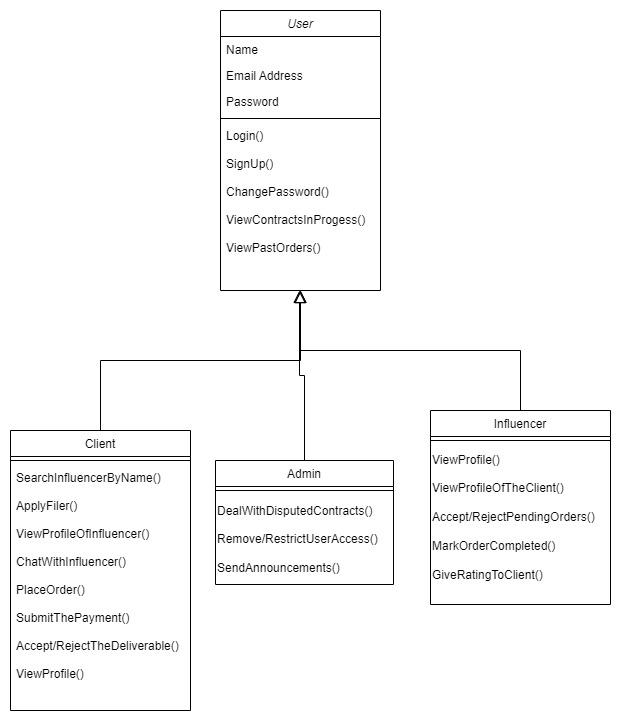 User
Name
Email Address
Password
Login()
SignUp()
ChangePassword()
ViewContractsInProgess()
ViewPastOrders()
Client
SearchInfluencerByName()
ApplyFiler()
ViewProfileOfInfluencer()
ChatWithInfluencer()
PlaceOrder()
SubmitThePayment()
Accept/RejectTheDeliverable()
ViewProfile()
Admin
DealWithDisputedContracts()
Remove/RestrictUserAccess()
SendAnnouncements()
Influencer
ViewProfile()
ViewProfileOfTheClient()
Accept/RejectPendingOrders()
MarkOrderCompleted()
GiveRatingToClient()